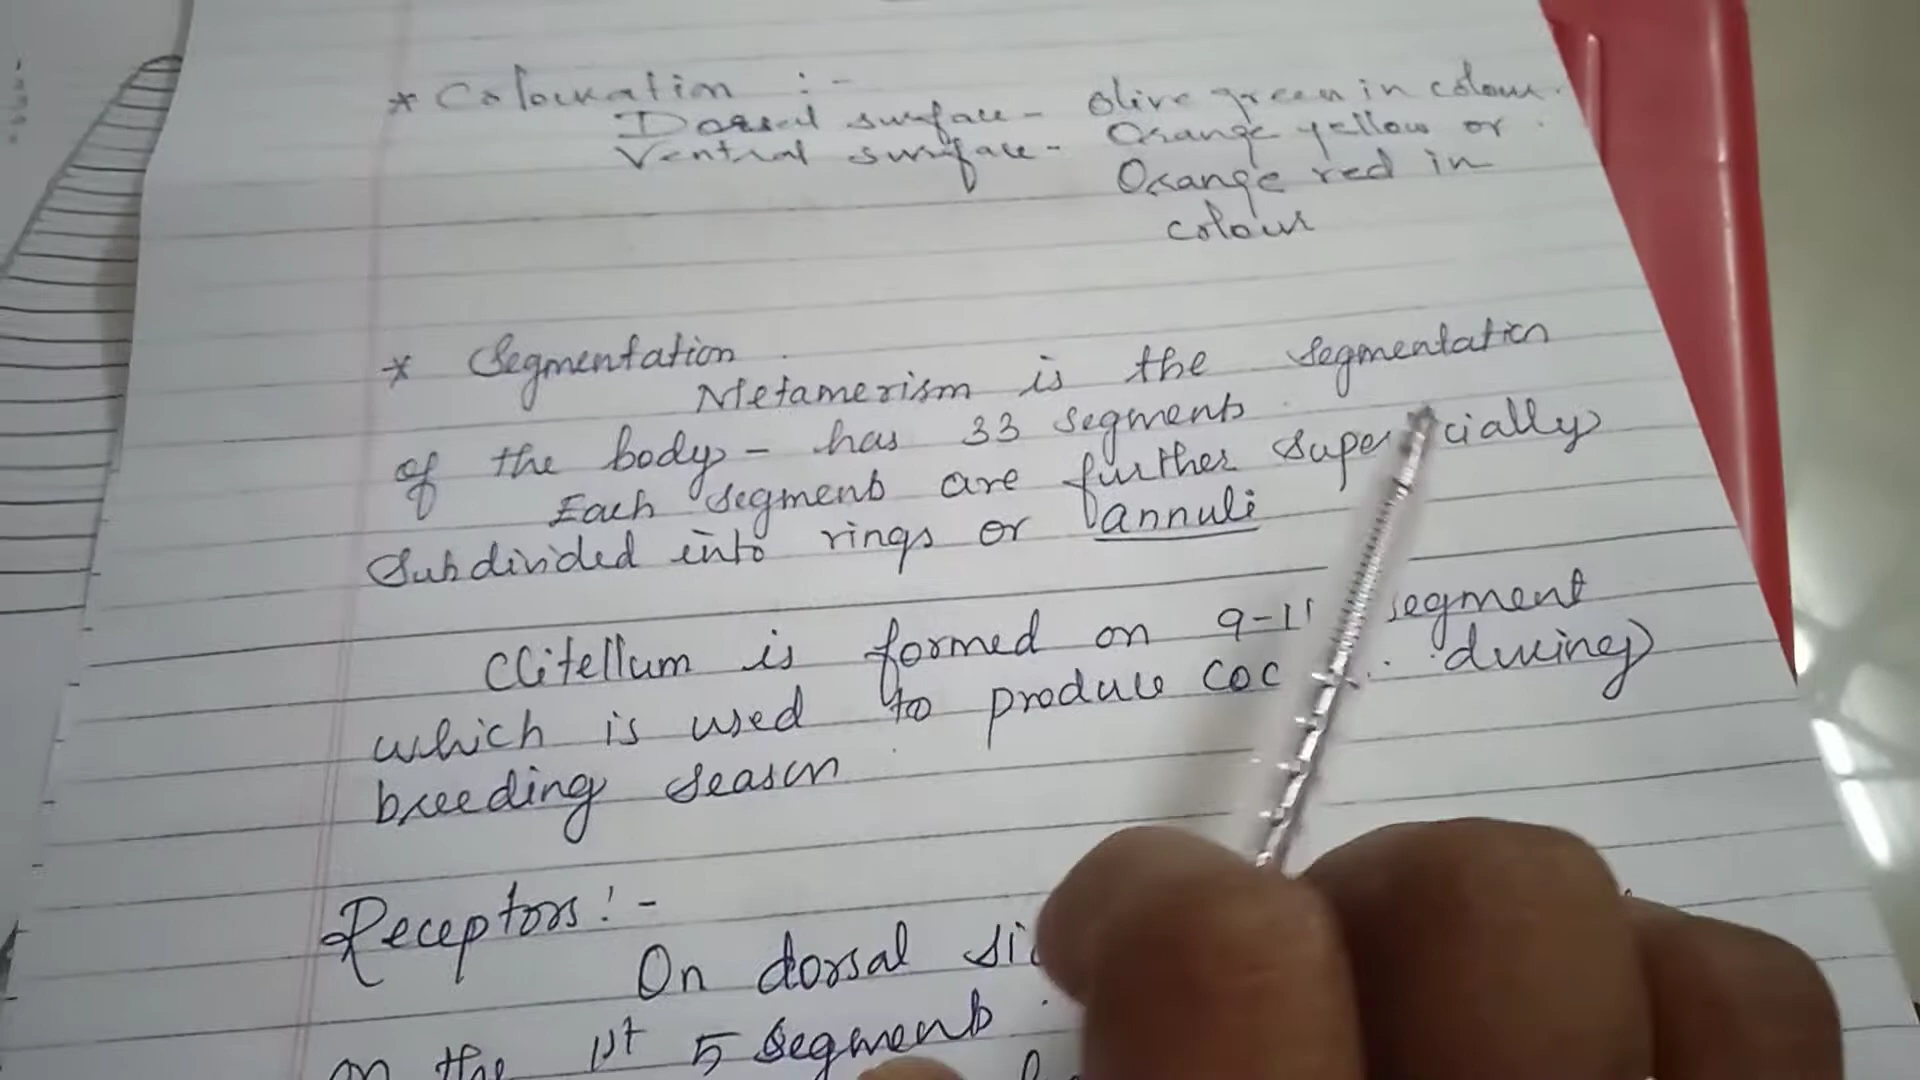 * Colouration :-
Dorsal surface - Olive green in colour.
Ventral surface - Orange yellow or
Orange red in
colour
* Segmentation
Metamerism is the segmentation
of the body - has 33 segments.
Each segments are further superficially
Subdivided into rings or annuli
Clitellum is formed on 9-11 segment
which is used to produce coc during
breeding season
Receptors:-
On dorsal si
on the 1st 5 segments